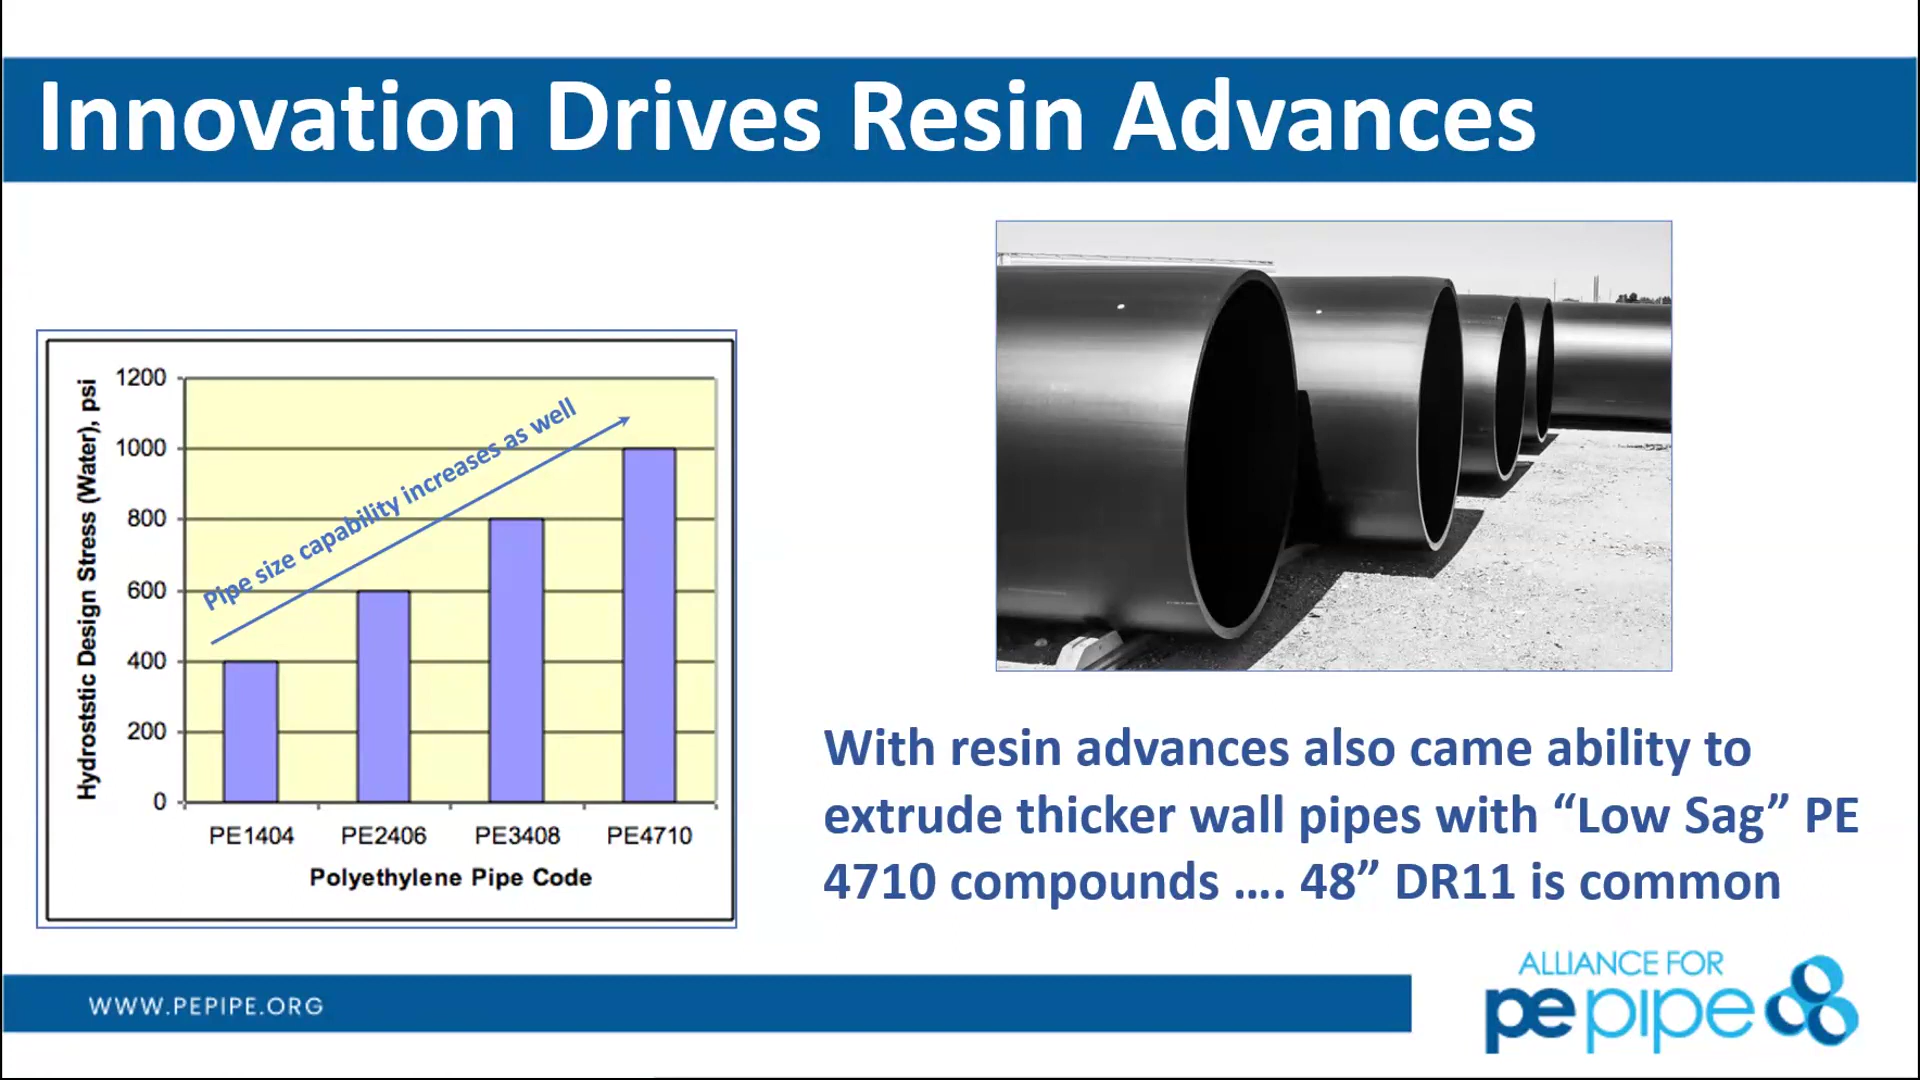 Innovation Drives Resin Advances
Hydroststic Design Stress (Water), psi
1200
1000
800
600
400
200
0
Pipe size capability increases as well
PE1404 PE2406 PE3408 PE4710
Polyethylene Pipe Code
With resin advances also came ability to
extrude thicker wall pipes with “Low Sag” PE
4710 compounds …. 48” DR11 is common
WWW.PEPIPE.ORG
ALLIANCE FOR
pepipe